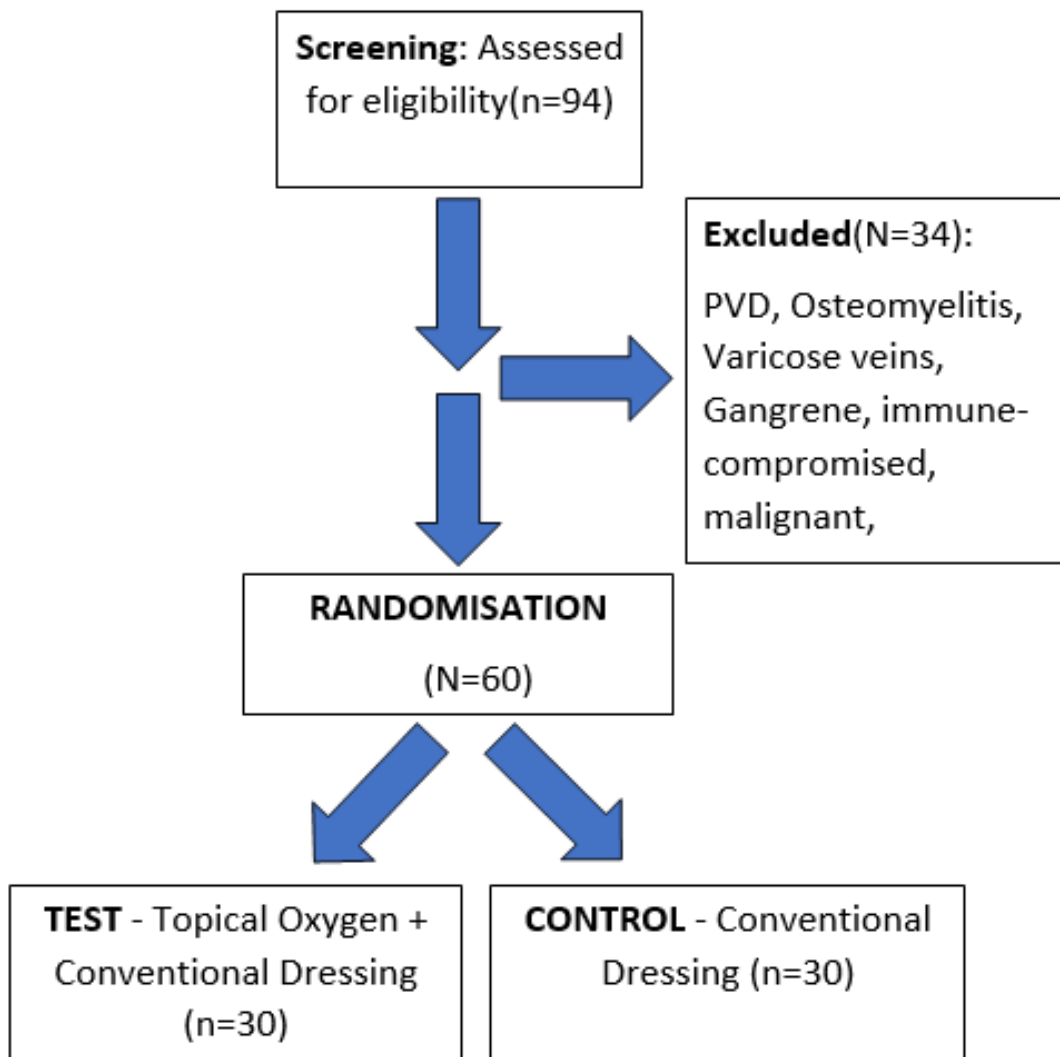 Screening: Assessed
for eligibility(n=94)
Excluded(N=34):
PVD, Osteomyelitis,
Varicose veins,
Gangrene, immune-
compromised,
malignant,
RANDOMISATION
(N=60)
TEST - Topical Oxygen +
Conventional Dressing
(n=30)
CONTROL - Conventional
Dressing (n=30)